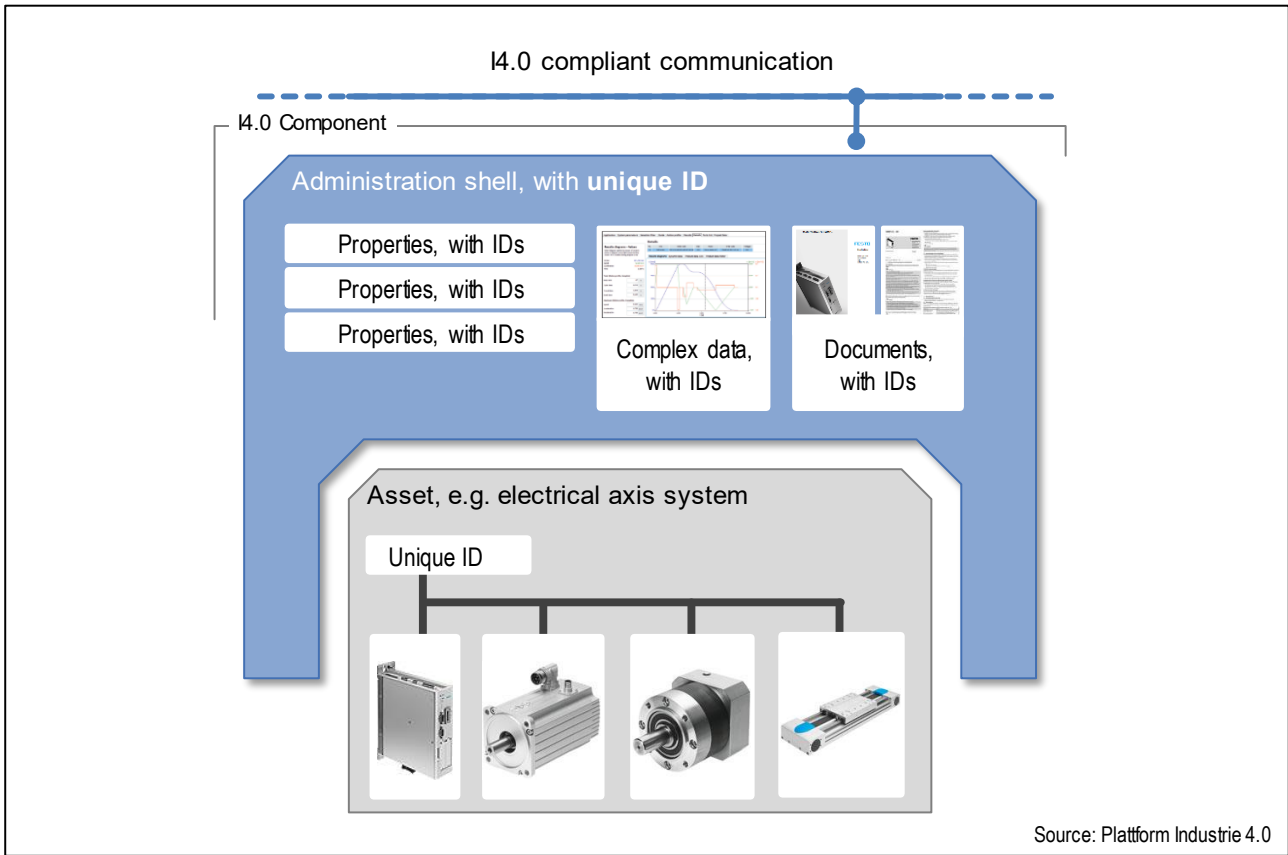 I4.0 compliant communication
I4.0 Component
Administration shell, with unique ID
Properties, with IDs
Properties, with IDs
Properties, with IDs
Complex data,
with IDs
FESTO
Documents,
with IDs
Asset, e.g. electrical axis system
Unique ID
Source: Plattform Industrie 4.0